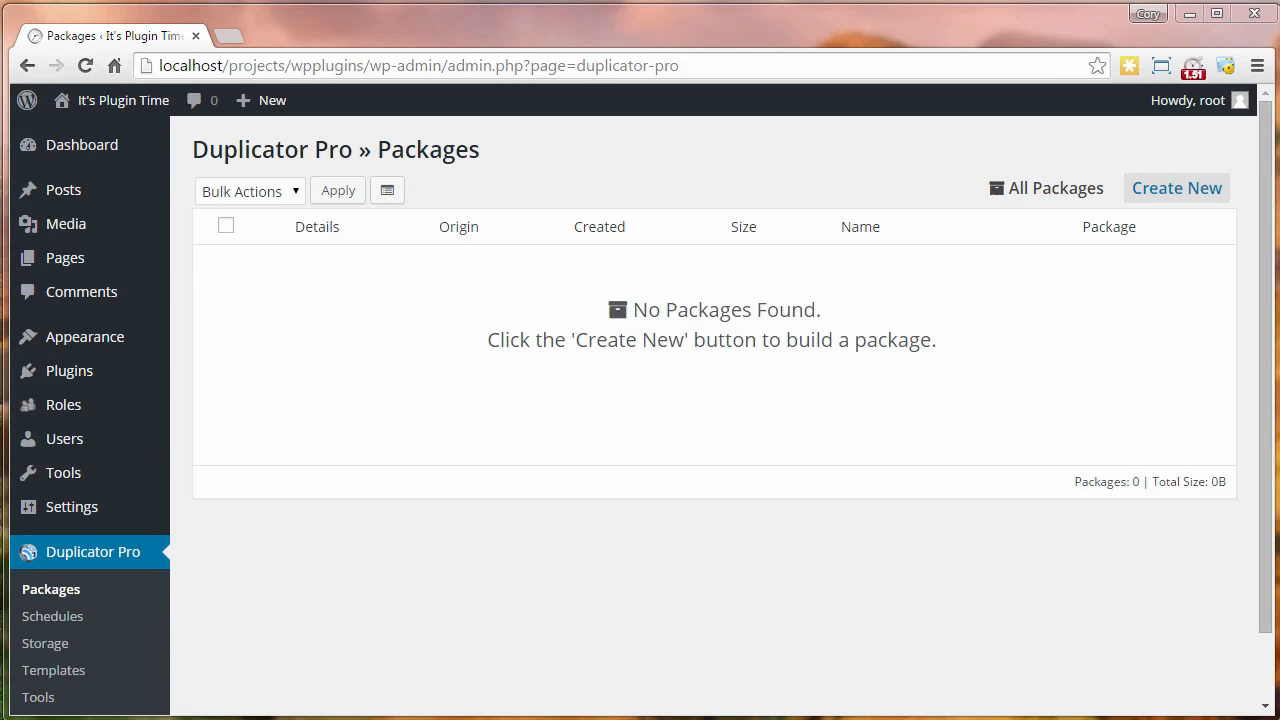 Cory
Packages ‹ It's Plugin Time
localhost/projects/wpplugins/wp-admin/admin.php?page=duplicator-pro
1.51
It's Plugin Time 0 New Howdy, root
Dashboard
Posts
Media
Pages
Comments
Appearance
Plugins
Roles
Users
Tools
Settings
Duplicator Pro
Packages
Schedules
Storage
Templates
Tools
Duplicator Pro » Packages
Bulk Actions Apply All Packages Create New
Details Origin Created Size Name Package
No Packages Found.
Click the 'Create New' button to build a package.
Packages: 0 | Total Size: 0B